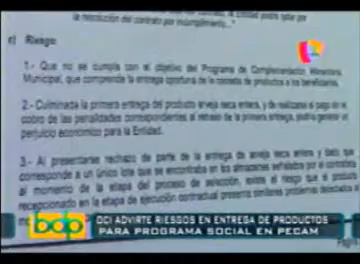 la resolución del contrato por incumplimiento..."
c) Riesgo:
1.- Que no se cumpla con el objetivo del Programa de Complementación Alimentaria
Municipal, que comprende la entrega oportuna de la canasta de productos a los beneficiarios.
2.- Culminada la primera entrega del producto arveja seca entera, y de realizarse el pago sin el
cobro de las penalidades correspondientes al retraso de la primera entrega, podría generar un
perjuicio económico para la Entidad.
3.- Al presentarse rechazo de parte de la entrega de arveja seca entera y dado que
corresponde a un único lote que se encontraba en los almacenes señalados por el contratista
al momento de la etapa del proceso de selección, existe el riesgo que el producto
recepcionado en la etapa de ejecución contractual presente similares problemas
bdp
OCI ADVIRTE RIESGOS EN ENTREGA DE PRODUCTOS
PARA PROGRAMA SOCIAL EN PECAM